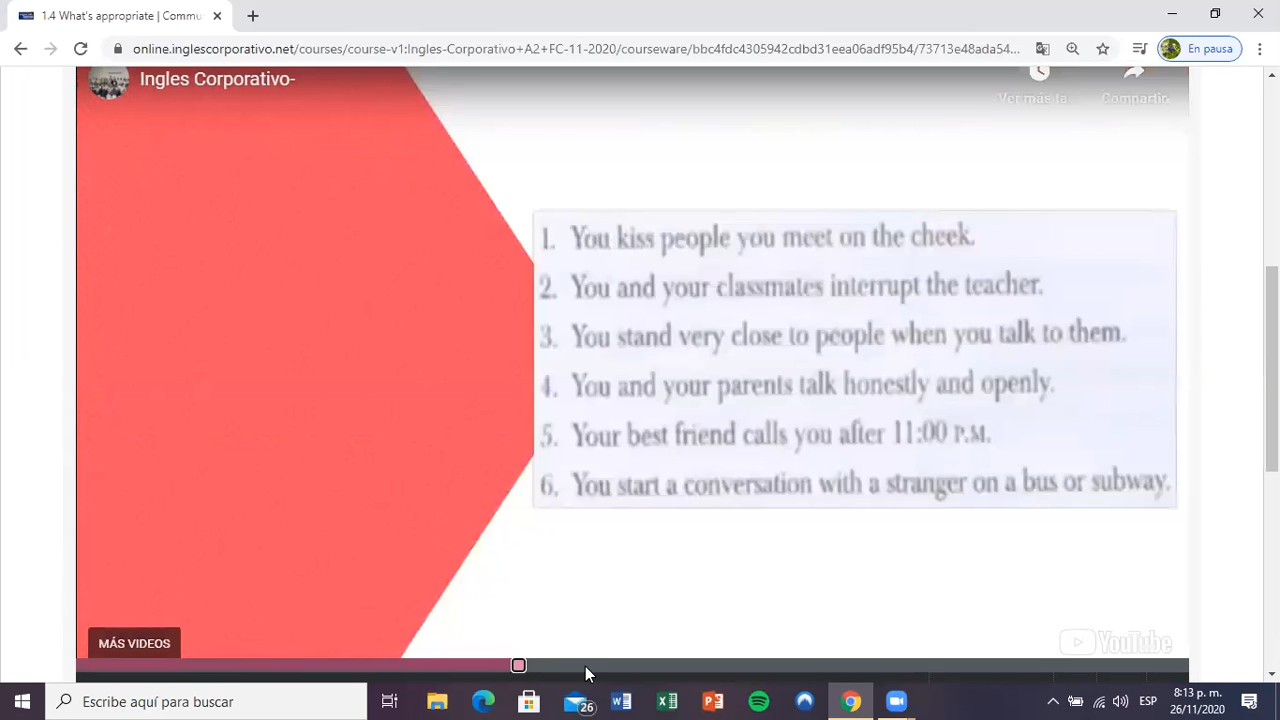 1.4 What's appropriate | Commu
online.inglescorporativo.net/courses/course-v1:Ingles-Corporativo+A2+FC-11-2020/courseware/bbc4fdc4305942cdbd31eea06adf95b4/73713e48ada54...
En pausa
Ingles Corporativo-
Ver más ta
Compartir
1. You kiss people you meet on the cheek.
2. You and your classmates interrupt the teacher.
3. You stand very close to people when you talk to them.
4. You and your parents talk honestly and openly.
5. Your best friend calls you after 11:00 P.M.
6. You start a conversation with a stranger on a bus or subway.
MÁS VIDEOS
YouTube
Escribe aquí para buscar
26
ESP
8:13 p. m.
26/11/2020